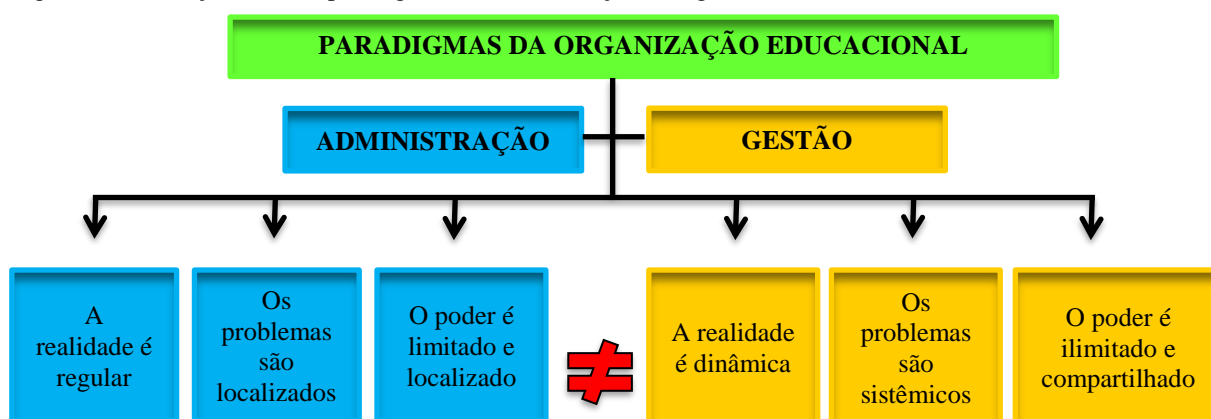 PARADIGMAS DA ORGANIZAÇÃO EDUCACIONAL
ADMINISTRAÇÃO
GESTÃO
A
realidade é
regular
Os
problemas
são
localizados
O poder é
limitado e
localizado
A realidade
é dinâmica
Os
problemas
são
sistêmicos
O poder é
ilimitado e
compartilhado